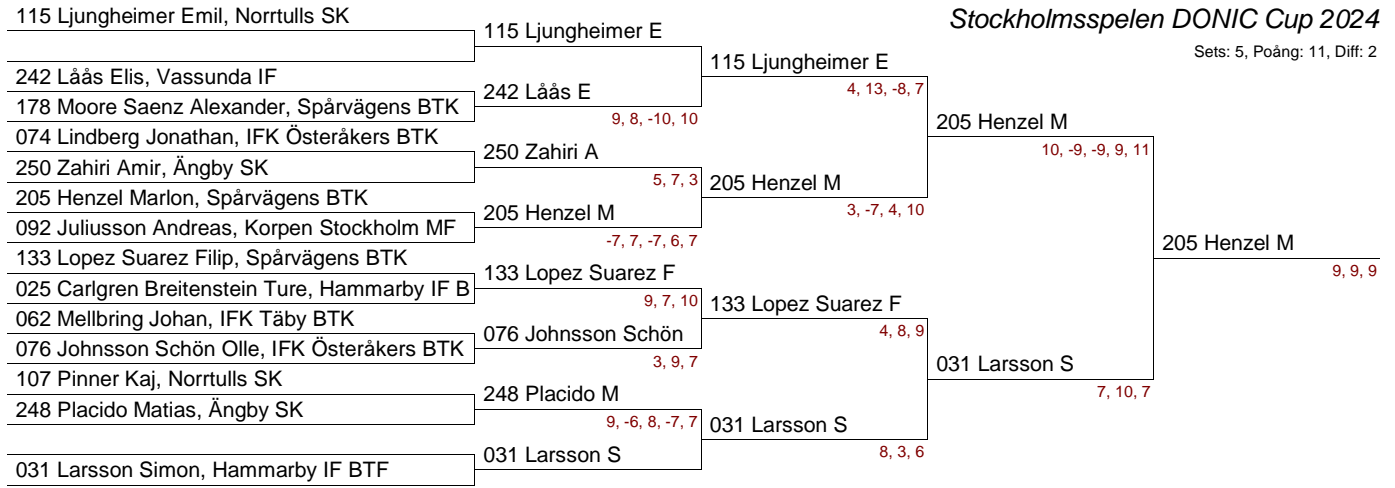 Stockholmsspelen DONIC Cup 2024
Sets: 5, Poång: 11, Diff: 2
115 Ljungheimer Emil, Norrtulls SK
242 Låås Elis, Vassunda IF
178 Moore Saenz Alexander, Spårvägens BTK
074 Lindberg Jonathan, IFK Österåkers BTK
250 Zahiri Amir, Ängby SK
205 Henzel Marlon, Spårvägens BTK
092 Juliusson Andreas, Korpen Stockholm MF
133 Lopez Suarez Filip, Spårvägens BTK
025 Carlgren Breitenstein Ture, Hammarby IF B
062 Mellbring Johan, IFK Täby BTK
076 Johnsson Schön Olle, IFK Österåkers BTK
107 Pinner Kaj, Norrtulls SK
248 Placido Matias, Ängby SK
031 Larsson Simon, Hammarby IF BTF
115 Ljungheimer E
242 Låås E
9, 8, -10, 10
250 Zahiri A
5, 7, 3
205 Henzel M
-7, 7, -7, 6, 7
133 Lopez Suarez F
9, 7, 10
076 Johnsson Schön
3, 9, 7
248 Placido M
9, -6, 8, -7, 7
031 Larsson S
115 Ljungheimer E
4, 13, -8, 7
205 Henzel M
3, -7, 4, 10
133 Lopez Suarez F
4, 8, 9
031 Larsson S
8, 3, 6
205 Henzel M
10, -9, -9, 9, 11
031 Larsson S
7, 10, 7
205 Henzel M
9, 9, 9